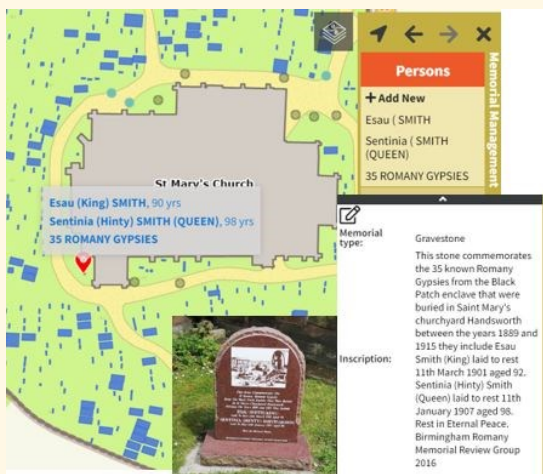 Persons
+ Add New
Esau ( SMITH
Sentinia ( SMITH
(QUEEN)
35 ROMANY GYPSIES
Memorial Management
St Mary's Church
Esau (King) SMITH, 90 yrs
Sentinia (Hinty) SMITH (QUEEN), 98 yrs
35 ROMANY GYPSIES
Memorial
type:
Gravestone
Inscription:
This stone commemorates
the 35 known Romany
Gypsies from the Black
Patch enclave that were
buried in Saint Mary's
churchyard Handsworth
between the years 1889 and
1915 they include Esau
Smith (King) laid to rest
11th March 1901 aged 92.
Sentinia (Hinty) Smith
(Queen) laid to rest 11th
January 1907 aged 98.
Rest in Eternal Peace.
Birmingham Romany
Memorial Review Group
2016